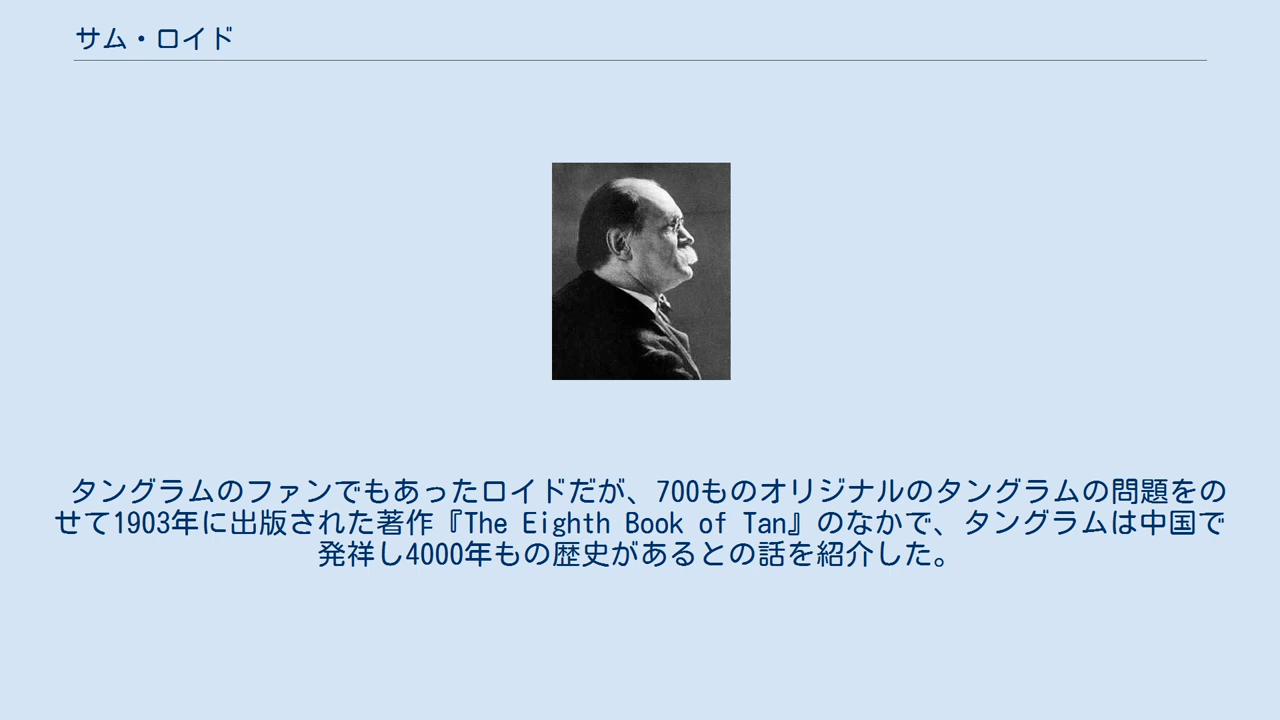 サム・ロイド
タングラムのファンでもあったロイドだが、700ものオリジナルのタングラムの問題をの
せて1903年に出版された著作『The Eighth Book of Tan』のなかで、タングラムは中国で
発祥し4000年もの歴史があるとの話を紹介した。